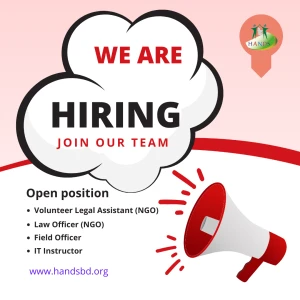 HANDS
WE ARE
HIRING
JOIN OUR TEAM
Open position
Volunteer Legal Assistant (NGO)
Law Officer (NGO)
Field Officer
IT Instructor
www.handsbd.org